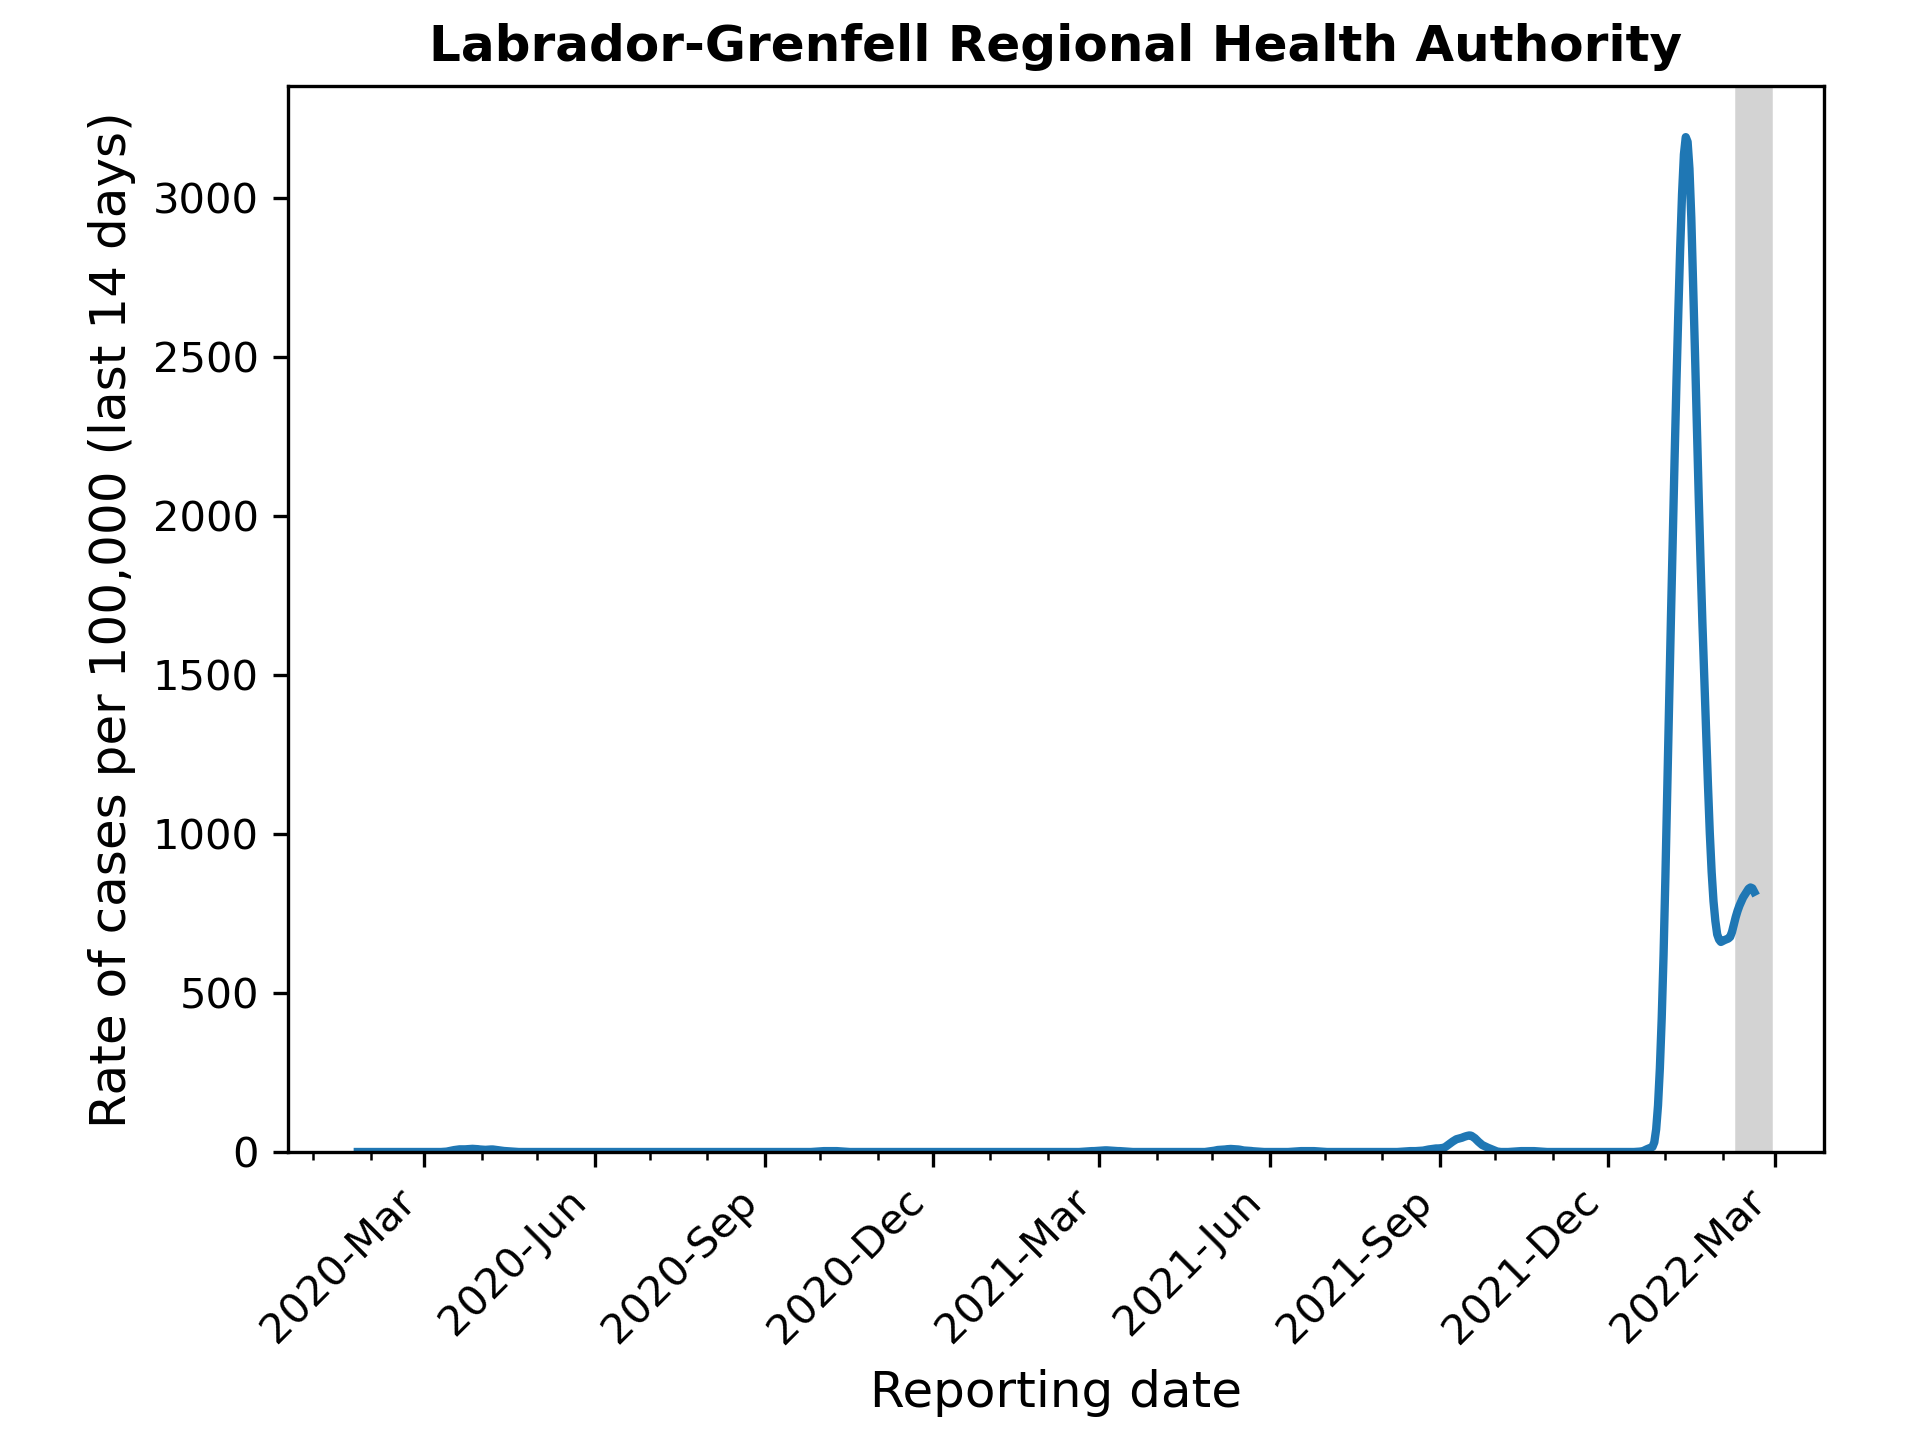 Labrador-Grenfell Regional Health Authority
Rate of cases per 100,000 (last 14 days)
3000
2500
2000
1500
1000
500
0
2020-Mar
2020-Jun
2020-Sep
2020-Dec
2021-Mar
2021-Jun
2021-Sep
2021-Dec
2022-Mar
Reporting date